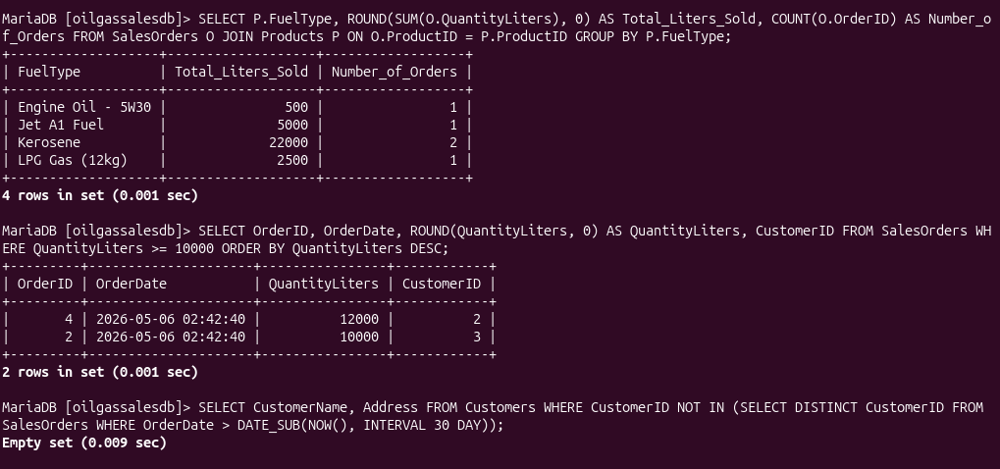 MariaDB [oilgassalesdb]> SELECT P.FuelType, ROUND(SUM(O.QuantityLiters), 0) AS Total_Liters_Sold, COUNT(O.OrderID) AS Number_o
f_Orders FROM SalesOrders O JOIN Products P ON O.ProductID = P.ProductID GROUP BY P.FuelType;
+-------------------+-------------------+------------------+
| FuelType          | Total_Liters_Sold | Number_of_Orders |
+-------------------+-------------------+------------------+
| Engine Oil - 5W30 |               500 |                1 |
| Jet A1 Fuel       |              5000 |                1 |
| Kerosene          |             22000 |                2 |
| LPG Gas (12kg)    |              2500 |                1 |
+-------------------+-------------------+------------------+
4 rows in set (0.001 sec)

MariaDB [oilgassalesdb]> SELECT OrderID, OrderDate, ROUND(QuantityLiters, 0) AS QuantityLiters, CustomerID FROM SalesOrders WH
ERE QuantityLiters >= 10000 ORDER BY QuantityLiters DESC;
+---------+---------------------+----------------+------------+
| OrderID | OrderDate           | QuantityLiters | CustomerID |
+---------+---------------------+----------------+------------+
|       4 | 2026-05-06 02:42:40 |          12000 |          2 |
|       2 | 2026-05-06 02:42:40 |          10000 |          3 |
+---------+---------------------+----------------+------------+
2 rows in set (0.001 sec)

MariaDB [oilgassalesdb]> SELECT CustomerName, Address FROM Customers WHERE CustomerID NOT IN (SELECT DISTINCT CustomerID FROM
SalesOrders WHERE OrderDate > DATE_SUB(NOW(), INTERVAL 30 DAY));
Empty set (0.009 sec)